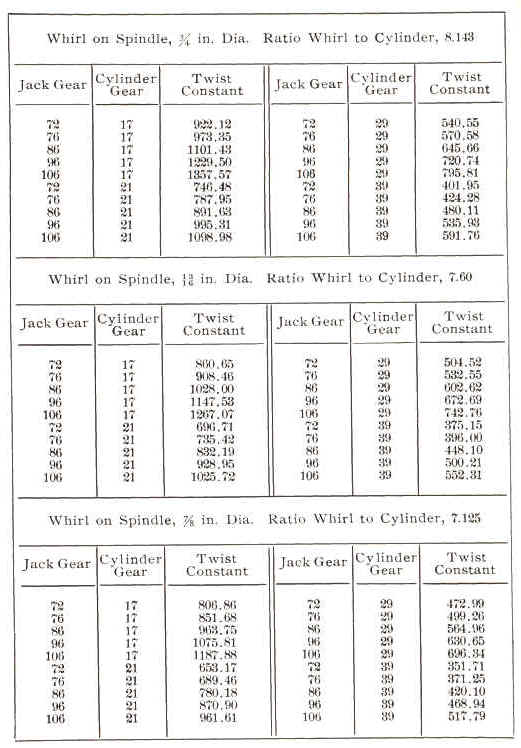 Whirl on Spindle, ¾ in. Dia. Ratio Whirl to Cylinder, 8.143
Jack Gear Cylinder Gear Twist Constant Jack Gear Cylinder Gear Twist Constant
72 17 922.12 72 29 540.55
76 17 973.35 76 29 570.58
86 17 1101.43 86 29 645.66
96 17 1229.50 96 29 720.74
106 17 1357.57 106 29 795.81
72 21 746.48 72 39 401.95
76 21 787.95 76 39 424.28
86 21 891.63 86 39 480.11
96 21 995.31 96 39 535.93
106 21 1098.98 106 39 591.76
Whirl on Spindle, 13/16 in. Dia. Ratio Whirl to Cylinder, 7.60
Jack Gear Cylinder Gear Twist Constant Jack Gear Cylinder Gear Twist Constant
72 17 860.65 72 29 504.52
76 17 908.46 76 29 532.55
86 17 1028.00 86 29 602.62
96 17 1147.53 96 29 672.69
106 17 1267.07 106 29 742.76
72 21 696.71 72 39 375.15
76 21 735.42 76 39 396.00
86 21 832.19 86 39 448.10
96 21 928.95 96 39 500.21
106 21 1025.72 106 39 552.31
Whirl on Spindle, ⅞ in. Dia. Ratio Whirl to Cylinder, 7.125
Jack Gear Cylinder Gear Twist Constant Jack Gear Cylinder Gear Twist Constant
72 17 806.86 72 29 472.99
76 17 851.68 76 29 499.26
86 17 963.75 86 29 564.96
96 17 1075.81 96 29 630.65
106 17 1187.88 106 29 696.34
72 21 653.17 72 39 351.71
76 21 689.46 76 39 371.25
86 21 780.18 86 39 420.10
96 21 870.90 96 39 468.94
106 21 961.61 106 39 517.79